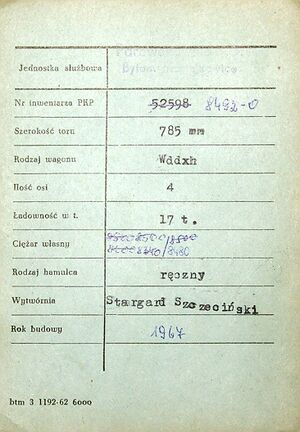 Jednostka służbowa
Nr inwentarza PKP 52598 8492-0
Szerokość toru 785 mm
Rodzaj wagonu Wddxh
Ilość osi 4
Ładowność w t. 17 t.
Ciężar własny
Rodzaj hamulca ręczny
Wytwórnia Stargard Szczeciński
Rok budowy 1967
btm 3 1192-62 6000